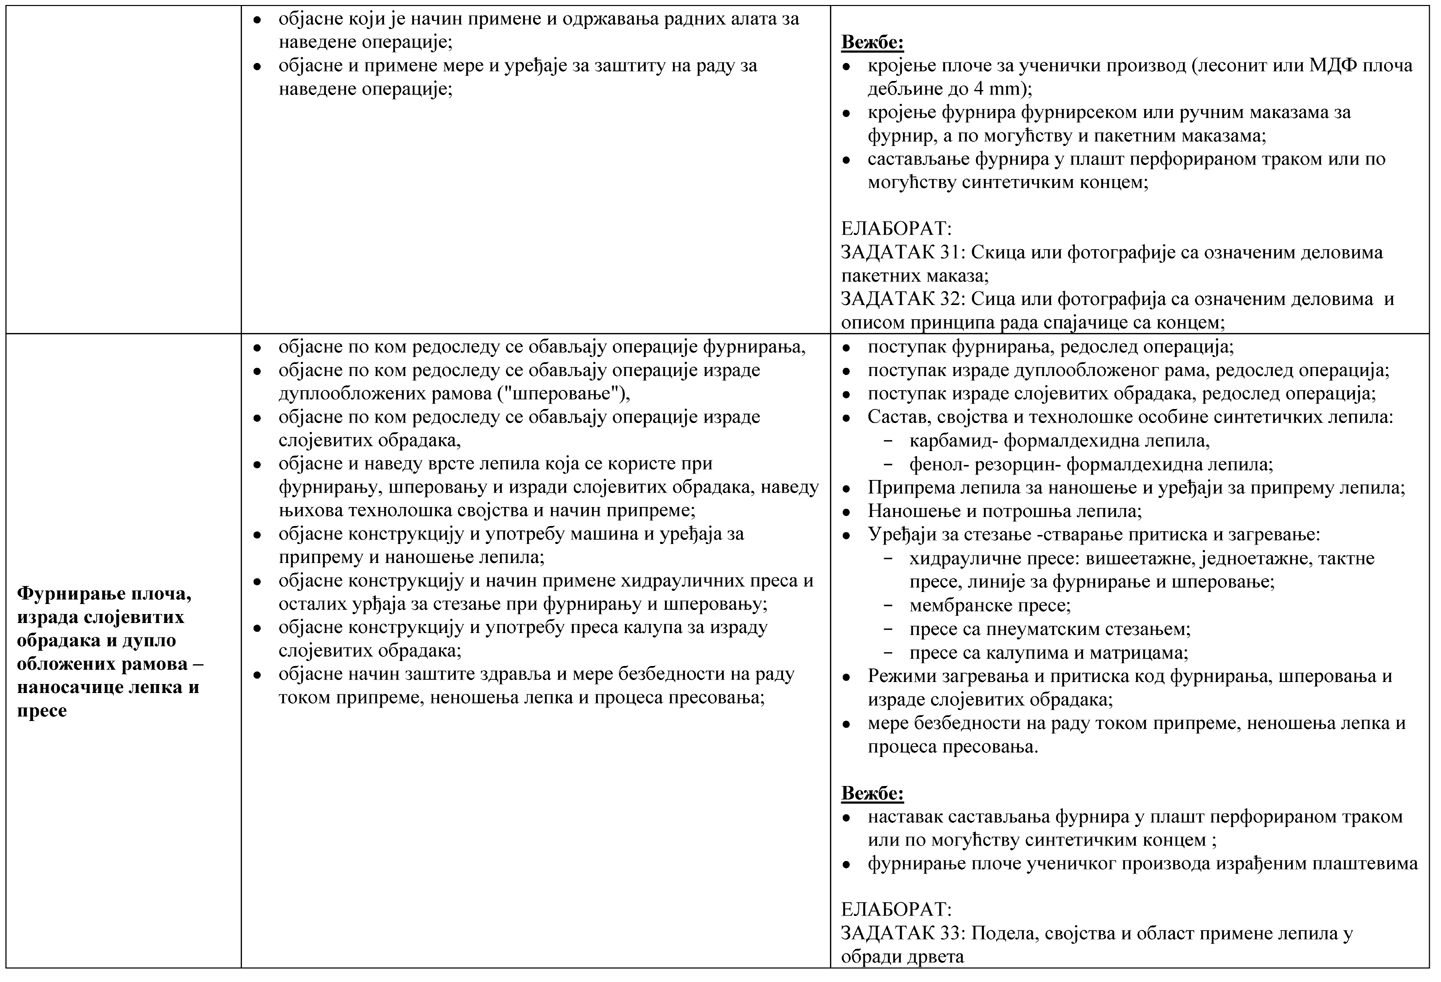 • објасне који је начин примене и одржавања радних алата за
наведене операције;
• објасне и примене мере и уређаје за заштиту на раду за
наведене операције;
Вежбе:
• кројење плоче за ученички производ (лесонит или МДФ плоча
дебљине до 4 mm);
• кројење фурнира фурнирсеком или ручним маказама за
фурнир, а по могућству и пакетним маказама;
• састављање фурнира у плашт перфорираном траком или по
могућству синтетичким концем;
ЕЛАБОРАТ:
ЗАДАТАК 31: Скица или фотографије са означеним деловима
пакетних маказа;
ЗАДАТАК 32: Сица или фотографија са означеним деловима и
описом принципа рада спајачице са концем;
Фурнирање плоча,
израда слојевитих
обрадака и дупло
обложених рамова –
наносачице лепка и
пресе
• објасне по ком редоследу се обављају операције фурнирања,
• објасне по ком редоследу се обављају операције израде
дуплообложених рамова ("шперовање"),
• објасне по ком редоследу се обављају операције израде
слојевитих обрадака,
• објасне и наведу врсте лепила која се користе при
фурнирању, шперовању и изради слојевитих обрадака, наведу
њихова технолошка својства и начин припреме;
• објасне конструкцију и употребу машина и уређаја за
припрему и наношење лепила;
• објасне конструкцију и начин примене хидрауличних преса и
осталих урђаја за стезање при фурнирању и шперовању;
• објасне конструкцију и употребу преса калупа за израду
слојевитих обрадака;
• објасне начин заштите здравља и мере безбедности на раду
током припреме, неношења лепка и процеса пресовања;
• поступак фурнирања, редослед операција;
• поступак израде дуплообложеног рама, редослед операција;
• поступак израде слојевитих обрадака, редослед операција;
• Састав, својства и технолошке особине синтетичких лепила:
− карбамид- формалдехидна лепила,
− фенол- резорцин- формалдехидна лепила;
• Припрема лепила за наношење и уређаји за припрему лепила;
• Наношење и потрошња лепила;
• Уређаји за стезање -стварање притиска и загревање:
− хидрауличне пресе: вишеетажне, једноетажне, тактне
пресе, линије за фурнирање и шперовање;
− мембранске пресе;
− пресе са пнеуматским стезањем;
− пресе са калупима и матрицама;
• Режими загревања и притиска код фурнирања, шперовања и
израде слојевитих обрадака;
• мере безбедности на раду током припреме, неношења лепка и
процеса пресовања.
Вежбе:
• наставак састављања фурнира у плашт перфорираном траком
или по могућству синтетичким концем ;
• фурнирање плоче ученичког производа израђеним плаштевима
ЕЛАБОРАТ:
ЗАДАТАК 33: Подела, својства и област примене лепила у
обради дрвета